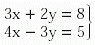 3x + 2y = 8
4x − 3y = 5}